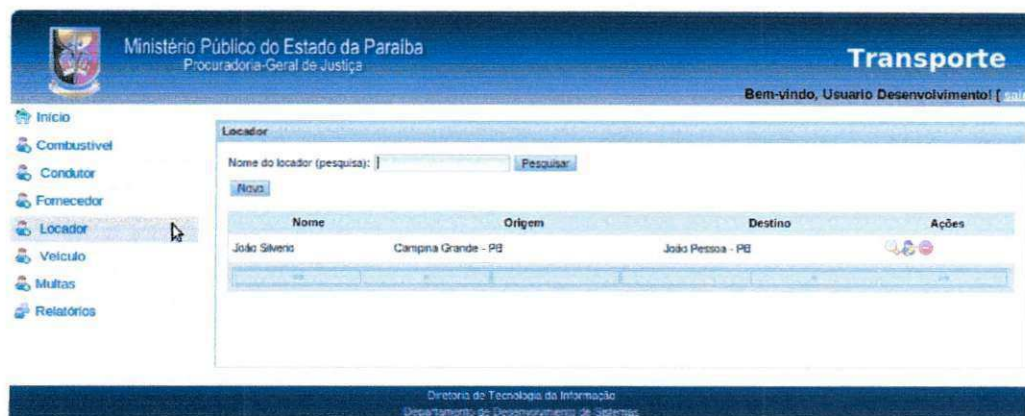 Ministério Público do Estado da Paraíba
Procuradoria-Geral de Justiça
Transporte
Bem-vindo, Usuario Desenvolvimento! [ sair
Início
Combustível
Condutor
Fornecedor
Locador
Veículo
Multas
Relatórios
Locador
Nome do locador (pesquisa): Pesquisar
Novo
Nome Origem Destino Ações
João Silverio Campina Grande - PB João Pessoa - PB
Diretoria de Tecnologia da Informação
Departamento de Desenvolvimento de Sistemas